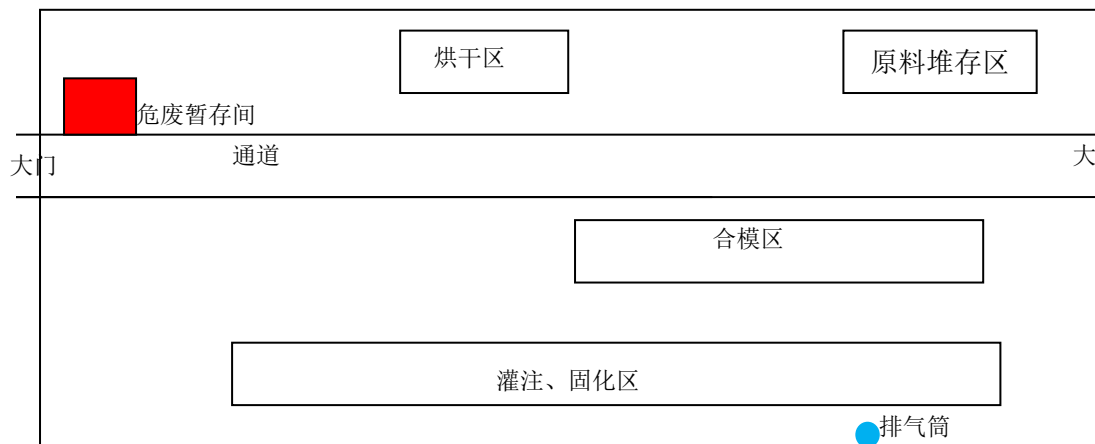 烘干区
原料堆存区
危废暂存间
大门
通道
大
合模区
灌注、固化区
排气筒